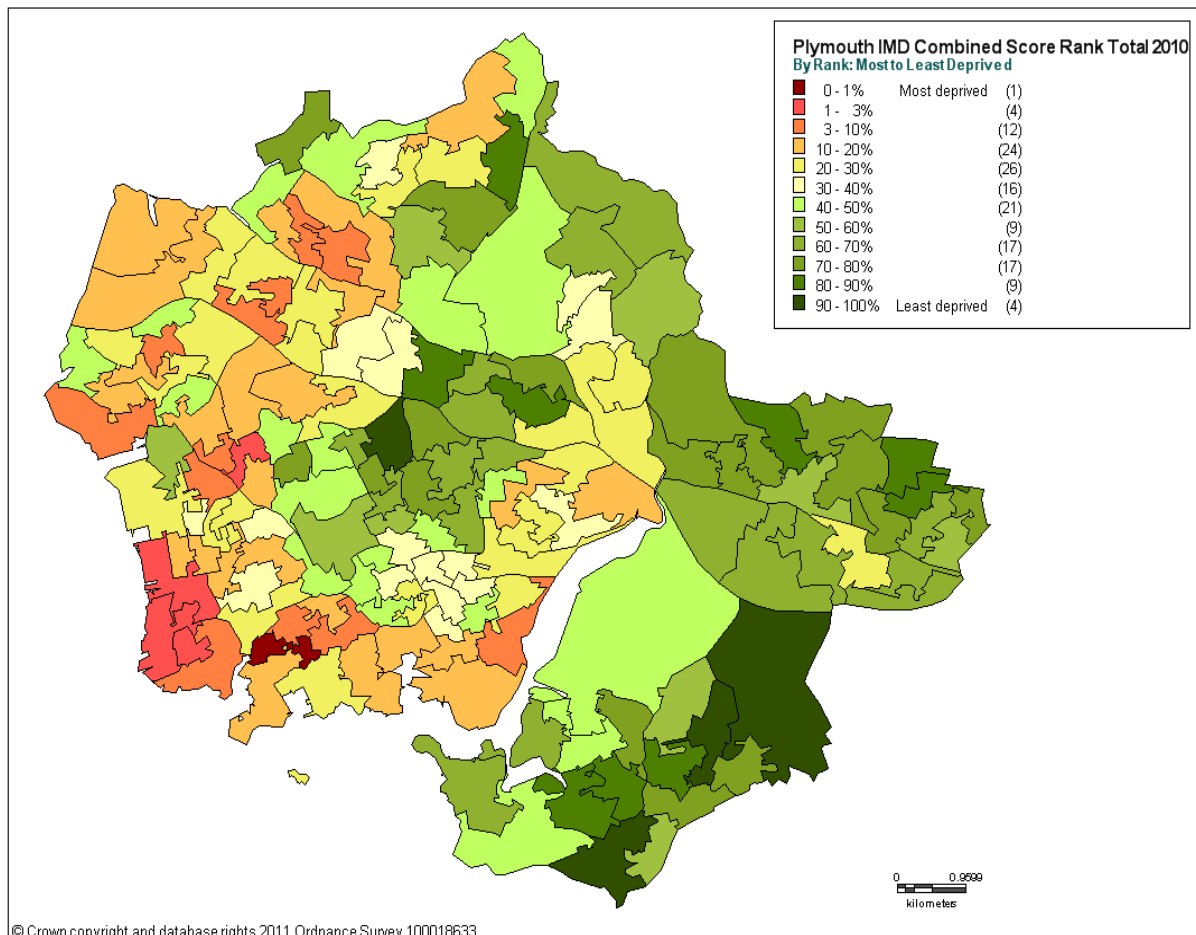 Plymouth IMD Combined Score Rank Total 2010
By Rank: Most to Least Deprived
0 - 1% Most deprived (1)
1 - 3% (4)
3 - 10% (12)
10 - 20% (24)
20 - 30% (26)
30 - 40% (16)
40 - 50% (21)
50 - 60% (9)
60 - 70% (17)
70 - 80% (17)
80 - 90% (9)
90 - 100% Least deprived (4)
0 0.9599
kilometers
© Crown copyright and database rights 2011 Ordnance Survey 100018633